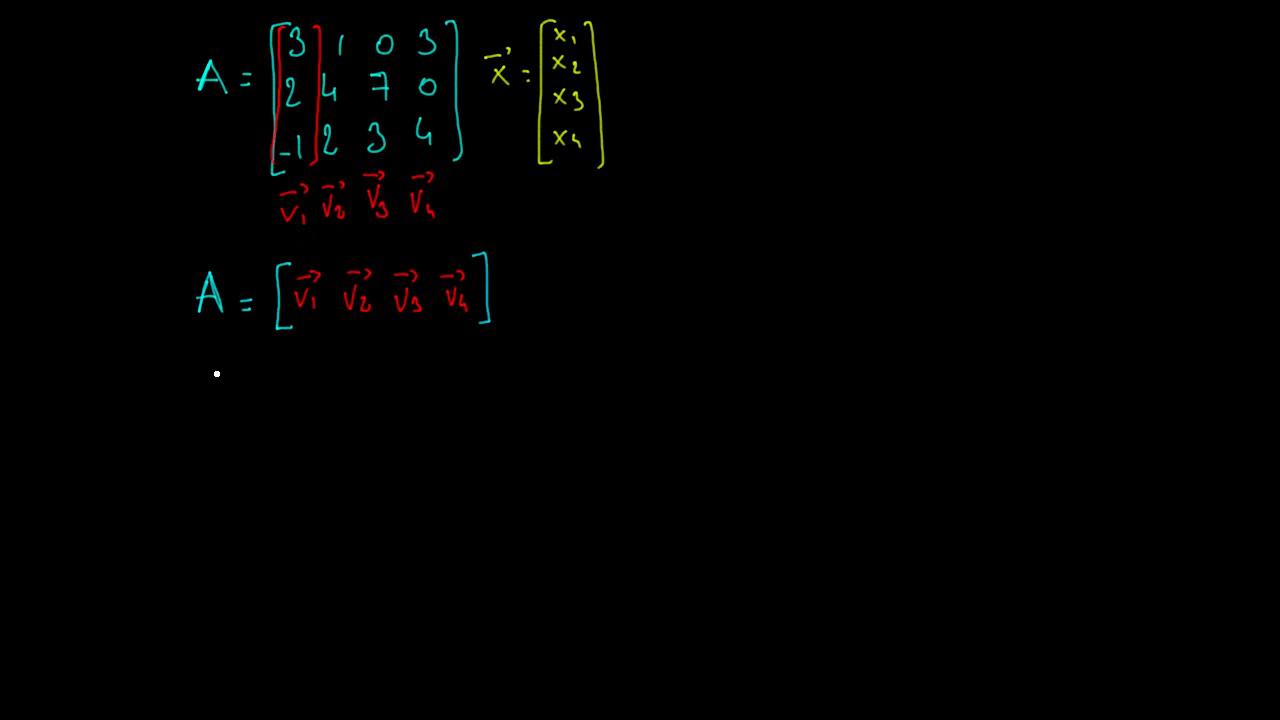 A = [3 1 0 3
2 4 7 0
-1 2 3 4]
x⃗ = [x₁
x₂
x₃
x₄]
v⃗₁ v⃗₂ v⃗₃ v⃗₄
A = [v⃗₁ v⃗₂ v⃗₃ v⃗₄]